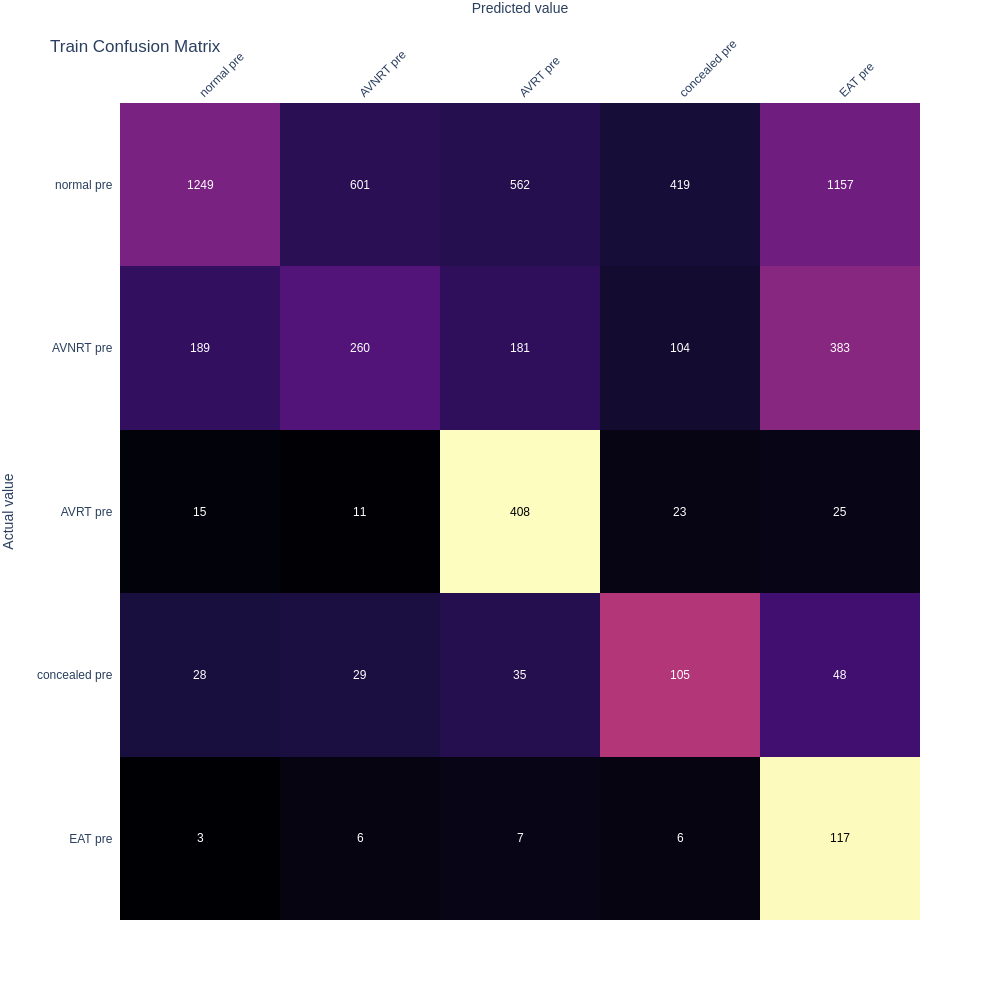 Predicted value
Train Confusion Matrix
normal pre AVNRT pre AVRT pre concealed pre EAT pre
normal pre 1249 601 562 419 1157
AVNRT pre 189 260 181 104 383
Actual value
AVRT pre 15 11 408 23 25
concealed pre 28 29 35 105 48
EAT pre 3 6 7 6 117